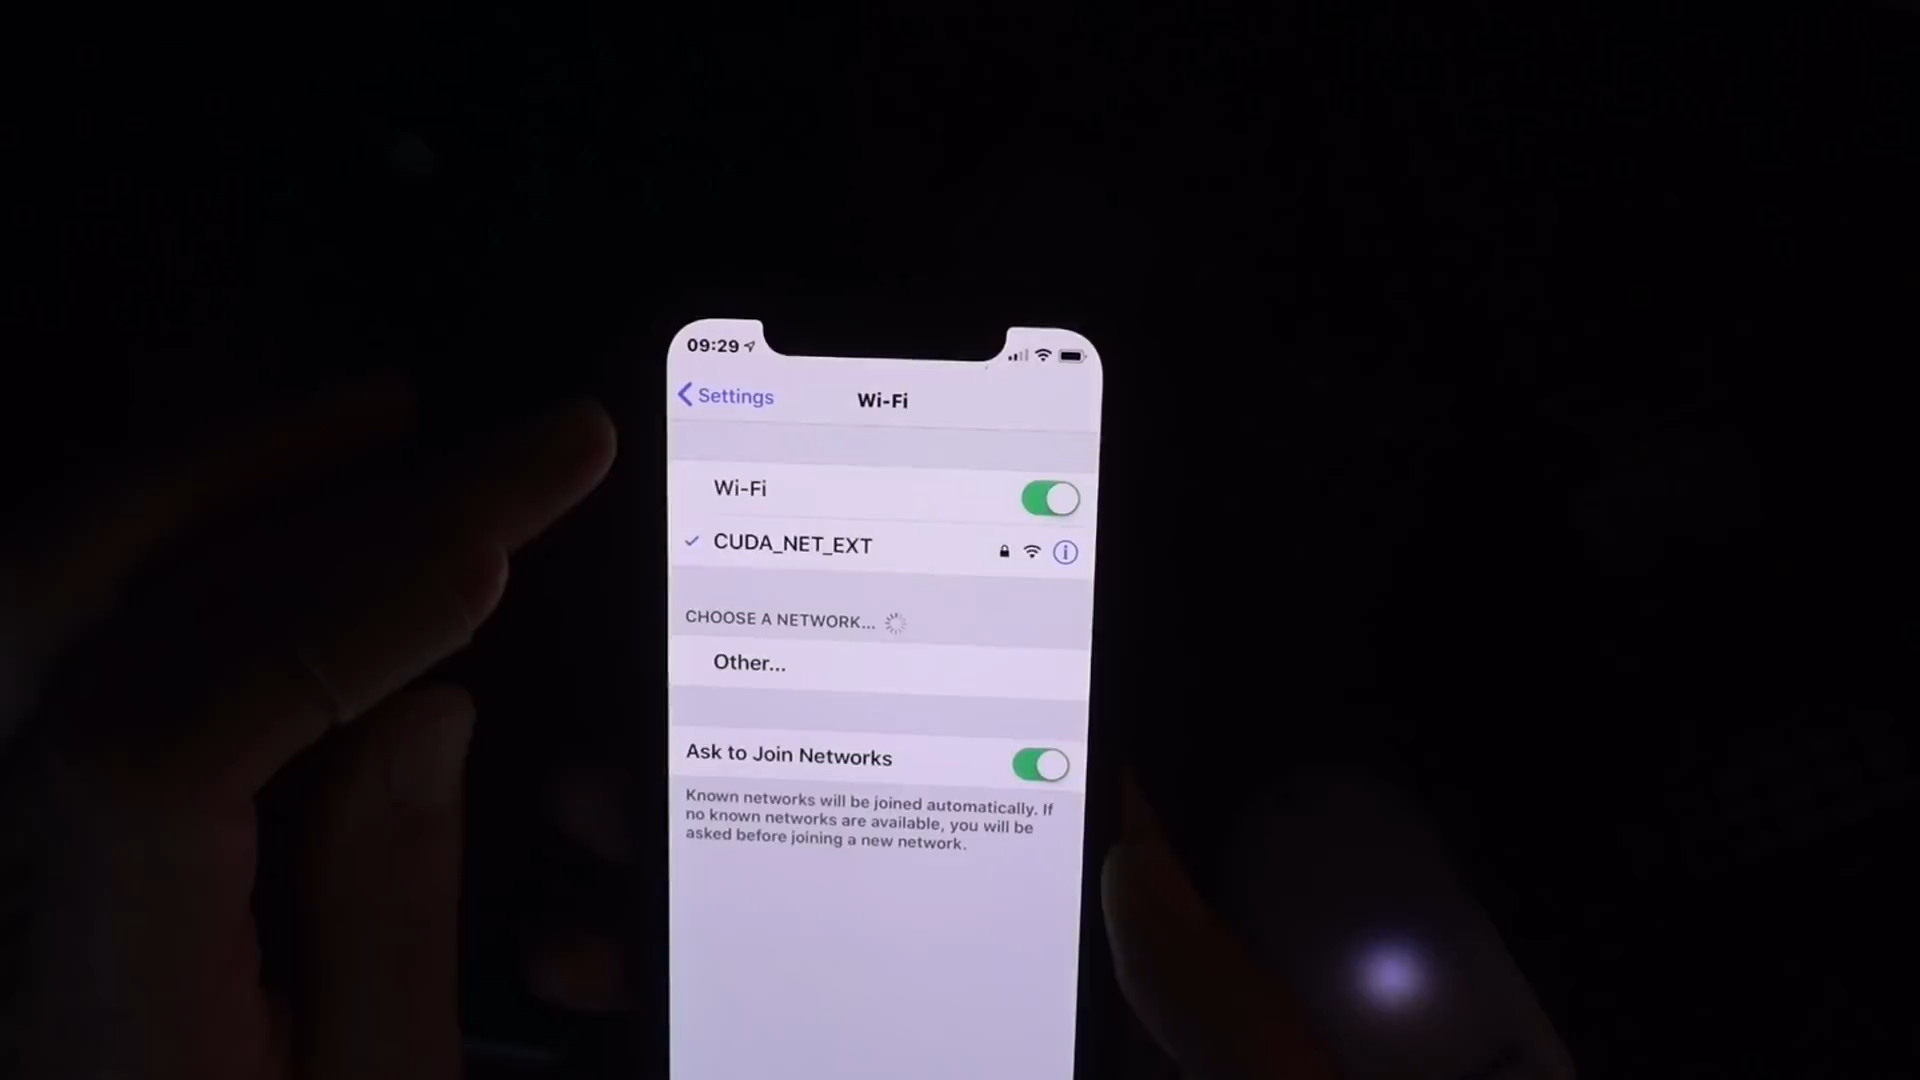 09:29
Settings
Wi-Fi
Wi-Fi
CUDA_NET_EXT
CHOOSE A NETWORK...
Other...
Ask to Join Networks
Known networks will be joined automatically. If
no known networks are available, you will be
asked before joining a new network.